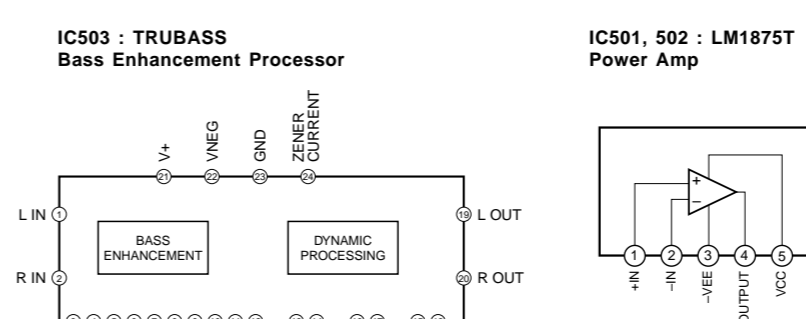 IC503 : TRUBASS
Bass Enhancement Processor
V+
VNEG
GND
ZENER
CURRENT
21
22
23
24
L IN 1
19 L OUT
BASS
ENHANCEMENT
DYNAMIC
PROCESSING
R IN 2
20 R OUT
IC501, 502 : LM1875T
Power Amp
+
−
1
2
3
4
5
+IN
−IN
−VEE
OUTPUT
VCC